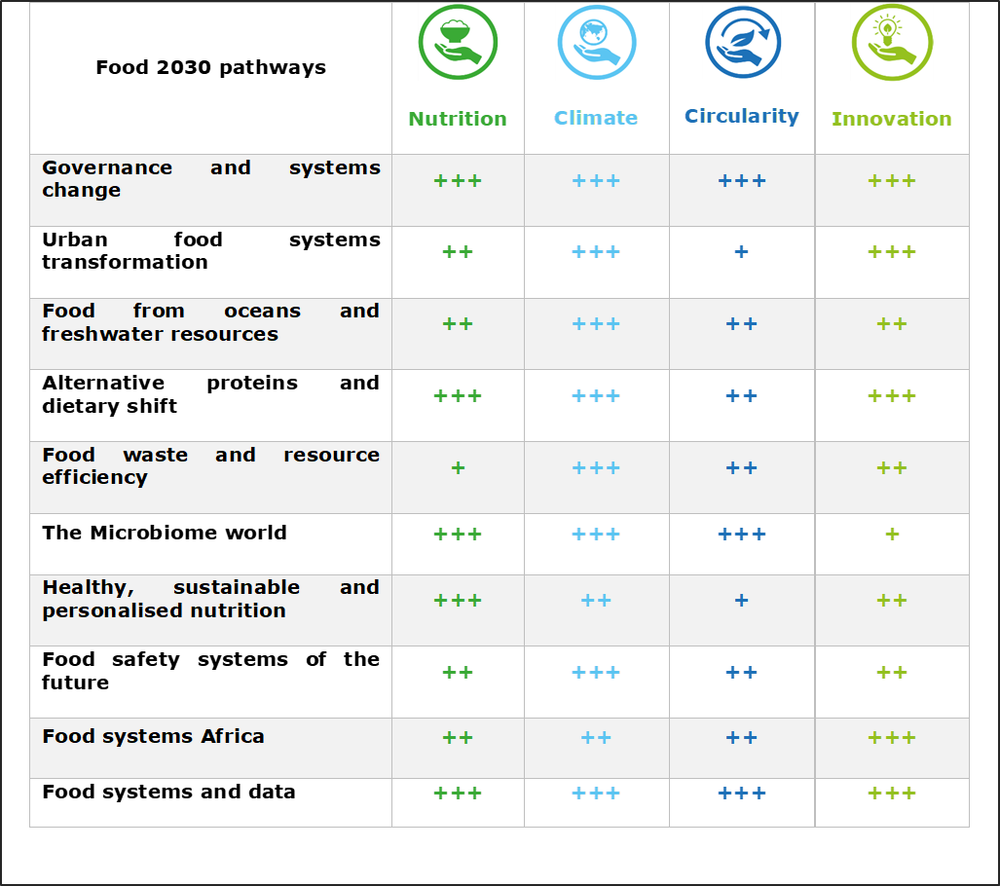 Food 2030 pathways
Nutrition
Climate
Circularity
Innovation
Governance and systems
change
+++
+++
+++
+++
Urban food systems
transformation
++
+++
+
+++
Food from oceans and
freshwater resources
++
+++
++
++
Alternative proteins and
dietary shift
+++
+++
++
+++
Food waste and resource
efficiency
+
+++
++
++
The Microbiome world
+++
+++
+++
+
Healthy, sustainable and
personalised nutrition
+++
++
+
++
Food safety systems of the
future
++
+++
++
++
Food systems Africa
++
++
++
+++
Food systems and data
+++
+++
+++
+++